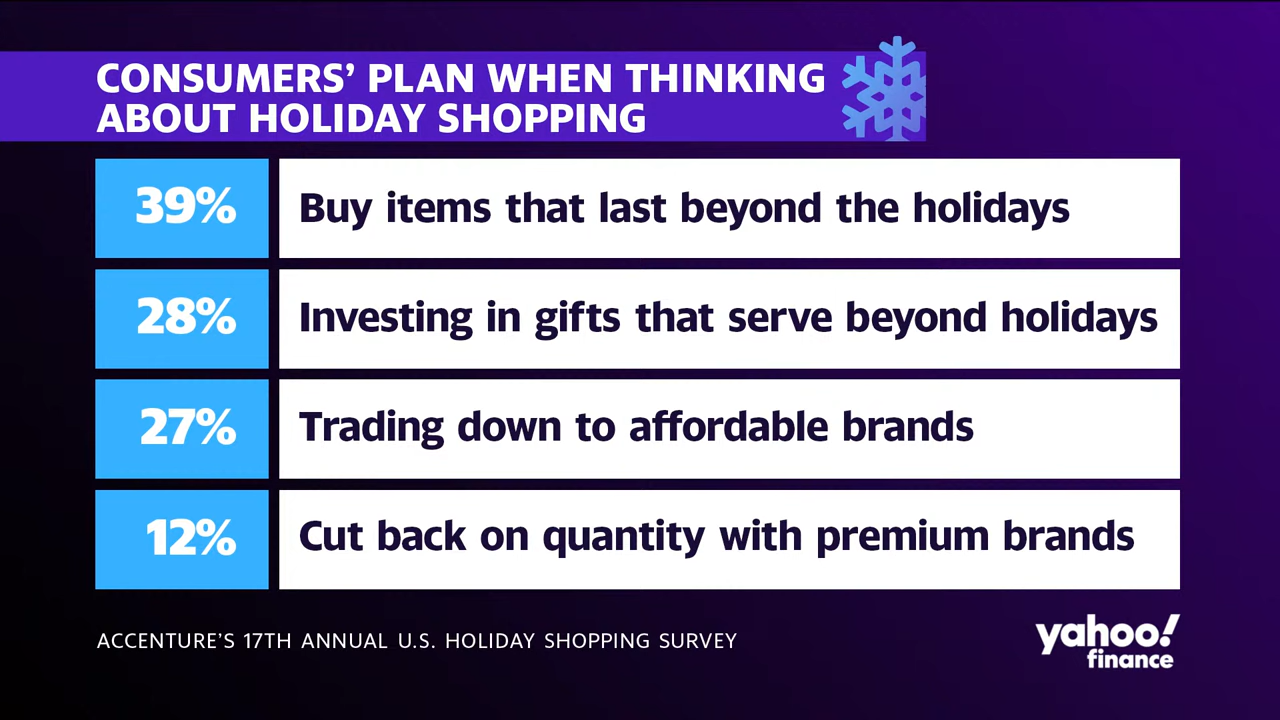 CONSUMERS’ PLAN WHEN THINKING
ABOUT HOLIDAY SHOPPING
39% Buy items that last beyond the holidays
28% Investing in gifts that serve beyond holidays
27% Trading down to affordable brands
12% Cut back on quantity with premium brands
ACCENTURE’S 17TH ANNUAL U.S. HOLIDAY SHOPPING SURVEY
yahoo!
finance